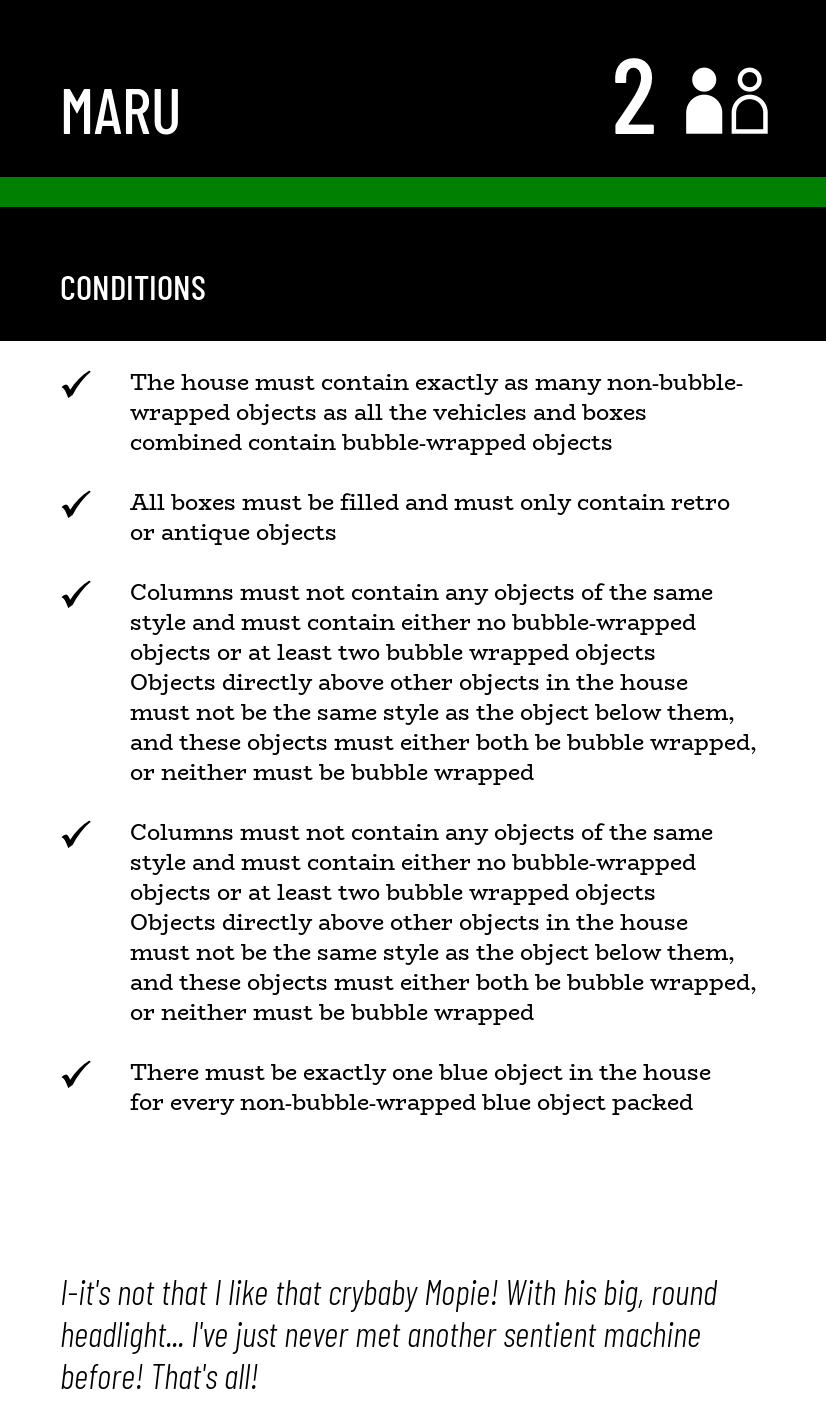 MARU
2
CONDITIONS
The house must contain exactly as many non-bubble-
wrapped objects as all the vehicles and boxes
combined contain bubble-wrapped objects
All boxes must be filled and must only contain retro
or antique objects
Columns must not contain any objects of the same
style and must contain either no bubble-wrapped
objects or at least two bubble wrapped objects
Objects directly above other objects in the house
must not be the same style as the object below them,
and these objects must either both be bubble wrapped,
or neither must be bubble wrapped
Columns must not contain any objects of the same
style and must contain either no bubble-wrapped
objects or at least two bubble wrapped objects
Objects directly above other objects in the house
must not be the same style as the object below them,
and these objects must either both be bubble wrapped,
or neither must be bubble wrapped
There must be exactly one blue object in the house
for every non-bubble-wrapped blue object packed
I-it's not that I like that crybaby Mopie! With his big, round
headlight... I've just never met another sentient machine
before! That's all!